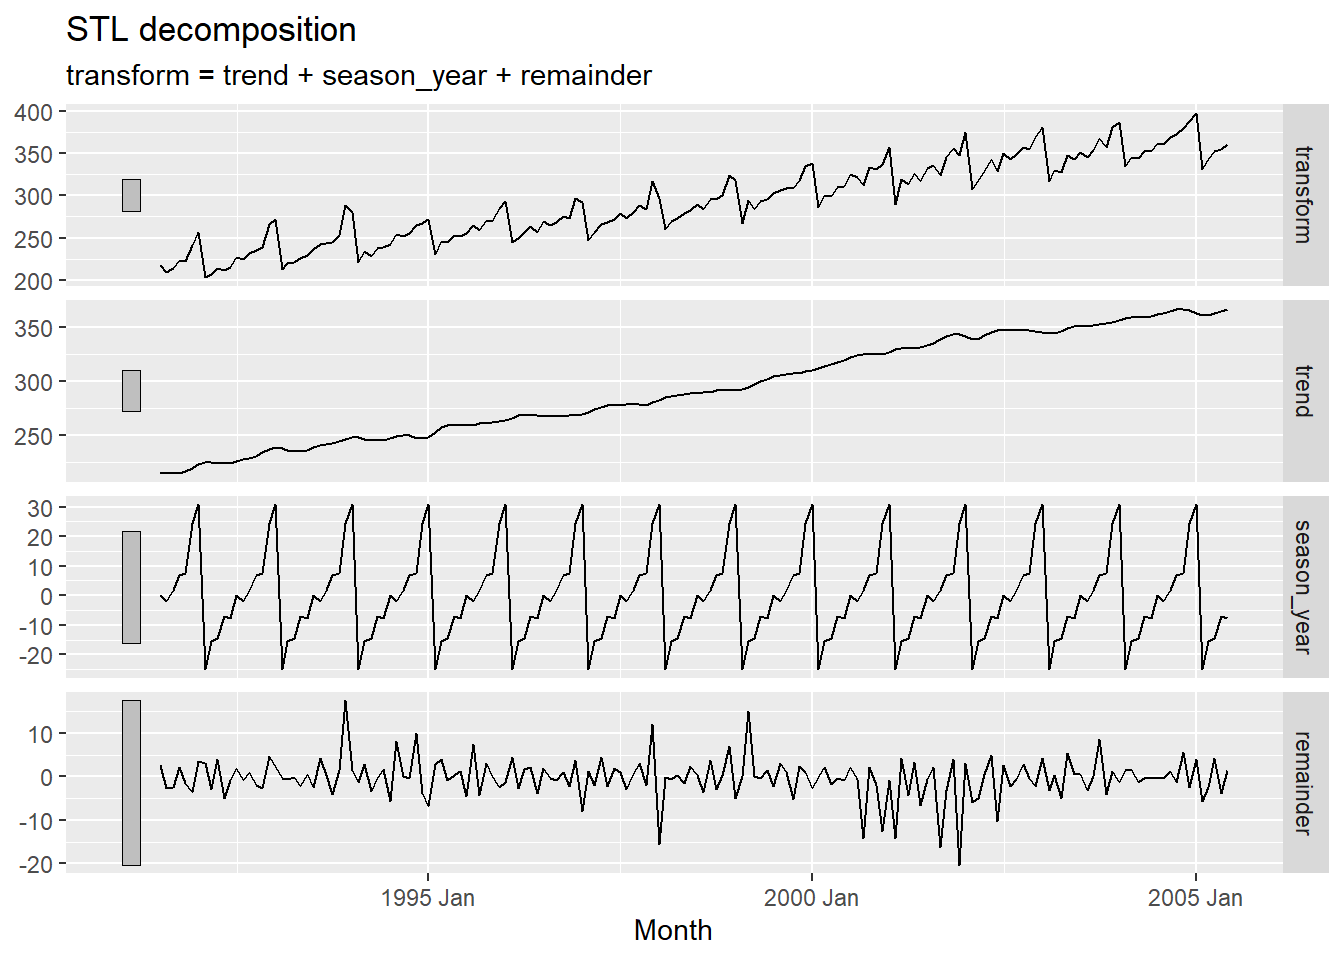 STL decomposition
transform = trend + season_year + remainder
400
350
300
250
200
transform
350
300
250
trend
30
20
10
0
-10
-20
season_year
10
0
-10
-20
remainder
1995 Jan
2000 Jan
2005 Jan
Month